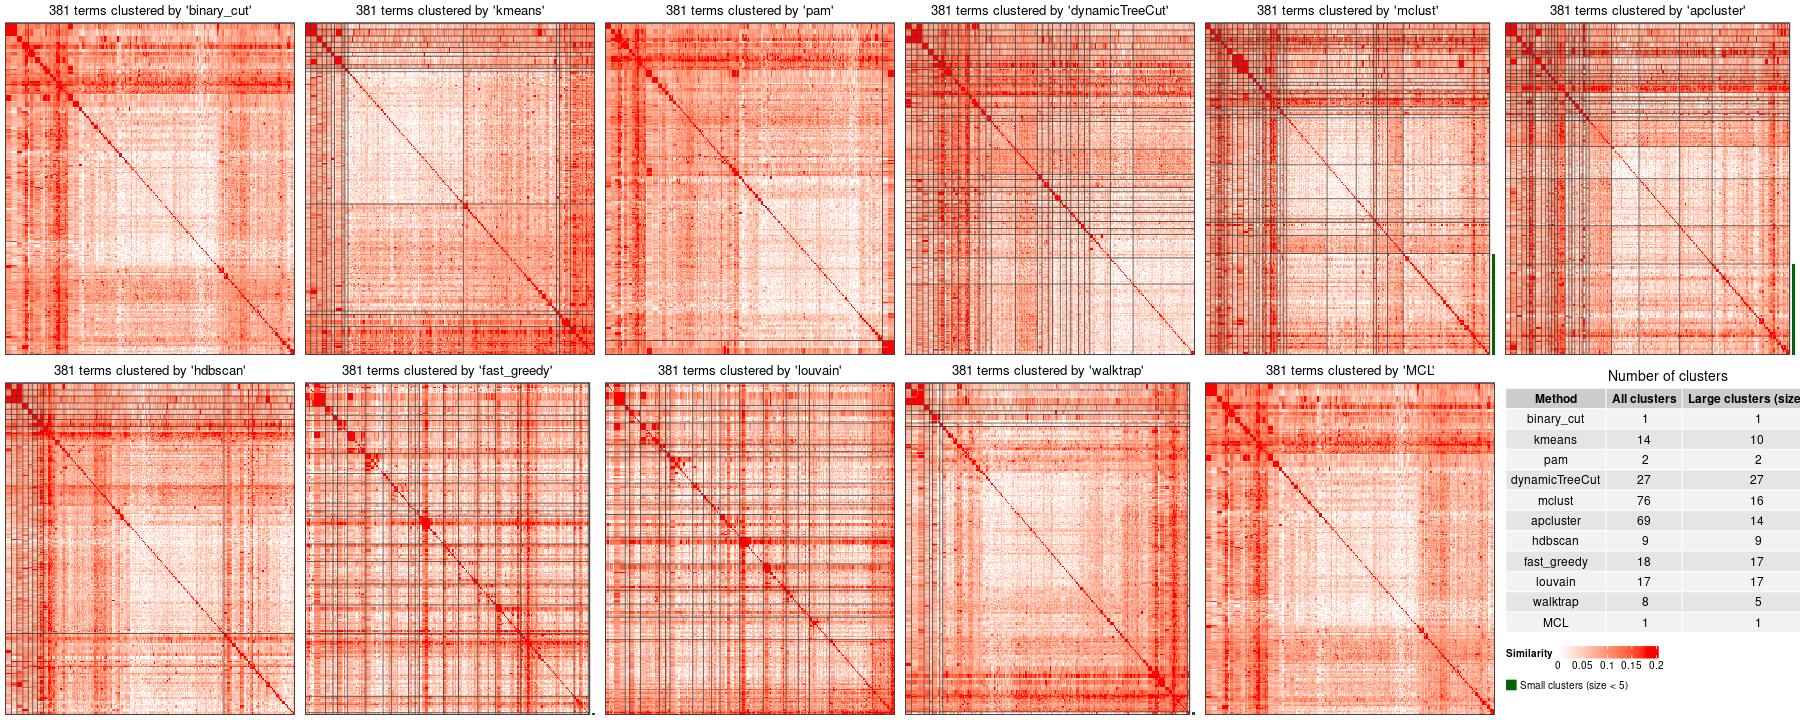 381 terms clustered by 'binary_cut'
381 terms clustered by 'kmeans'
381 terms clustered by 'pam'
381 terms clustered by 'dynamicTreeCut'
381 terms clustered by 'mclust'
381 terms clustered by 'apcluster'
381 terms clustered by 'hdbscan'
381 terms clustered by 'fast_greedy'
381 terms clustered by 'louvain'
381 terms clustered by 'walktrap'
381 terms clustered by 'MCL'
Number of clusters
Method All clusters Large clusters (size
binary_cut 1 1
kmeans 14 10
pam 2 2
dynamicTreeCut 27 27
mclust 76 16
apcluster 69 14
hdbscan 9 9
fast_greedy 18 17
louvain 17 17
walktrap 8 5
MCL 1 1
Similarity
0 0.05 0.1 0.15 0.2
Small clusters (size < 5)